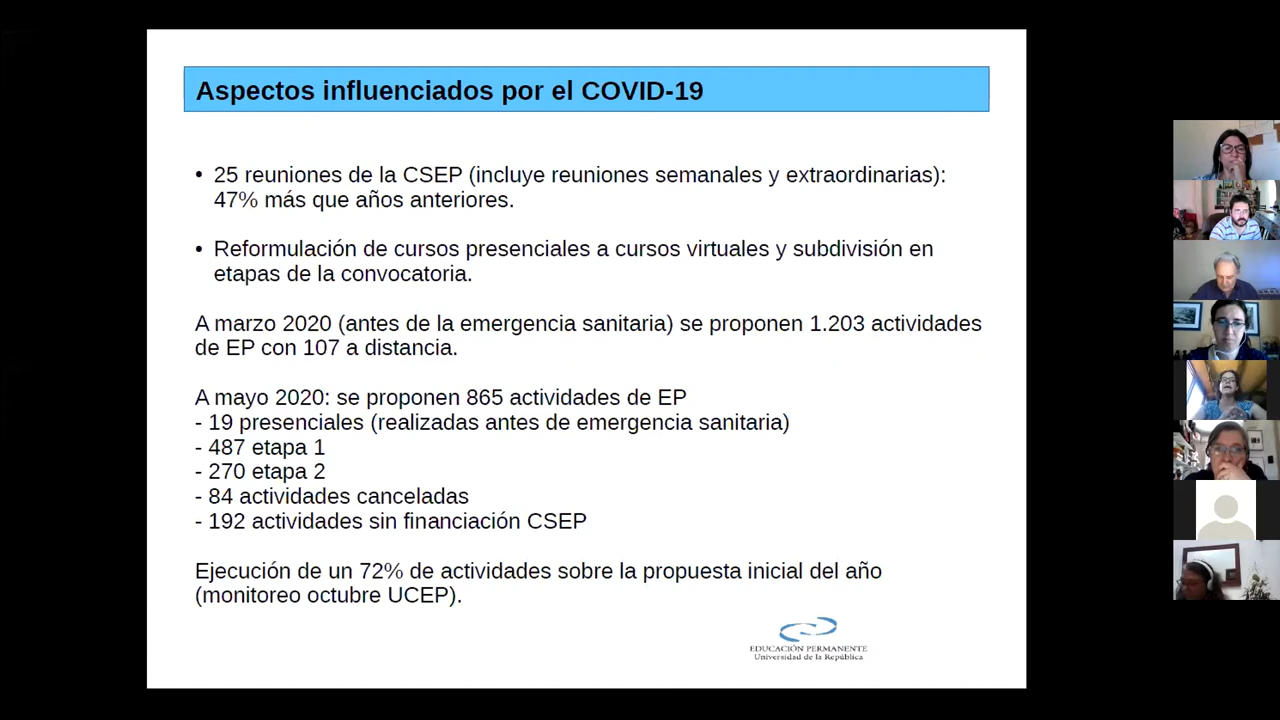 Aspectos influenciados por el COVID-19
• 25 reuniones de la CSEP (incluye reuniones semanales y extraordinarias):
47% más que años anteriores.
• Reformulación de cursos presenciales a cursos virtuales y subdivisión en
etapas de la convocatoria.
A marzo 2020 (antes de la emergencia sanitaria) se proponen 1.203 actividades
de EP con 107 a distancia.
A mayo 2020: se proponen 865 actividades de EP
- 19 presenciales (realizadas antes de emergencia sanitaria)
- 487 etapa 1
- 270 etapa 2
- 84 actividades canceladas
- 192 actividades sin financiación CSEP
Ejecución de un 72% de actividades sobre la propuesta inicial del año
(monitoreo octubre UCEP).
EDUCACIÓN PERMANENTE
Universidad de la República